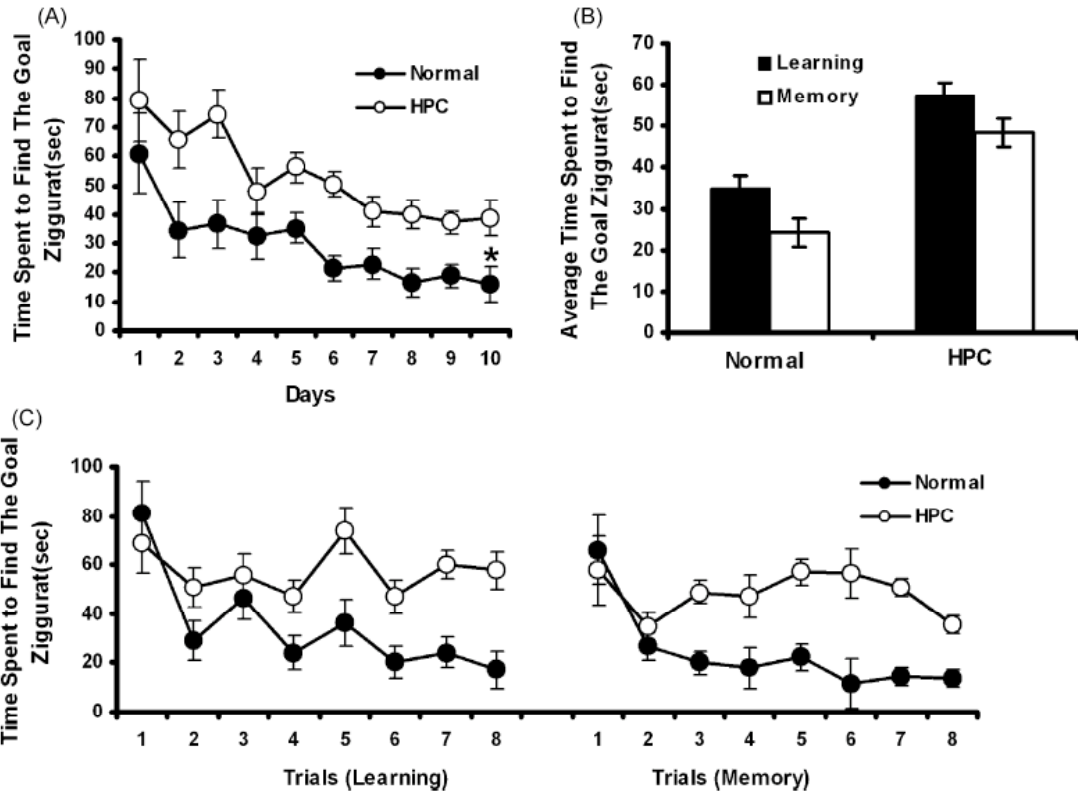 (A)
Time Spent to Find The Goal
Ziggurat(sec)
100
90
80
70
60
50
40
30
20
10
0
Normal
HPC
*
1 2 3 4 5 6 7 8 9 10
Days
(B)
Average Time Spent to Find
The Goal Ziggurat(sec)
70
60
50
40
30
20
10
0
Learning
Memory
Normal HPC
(C)
Time Spent to Find The Goal
Ziggurat(sec)
100
80
60
40
20
0
Normal
HPC
1 2 3 4 5 6 7 8 1 2 3 4 5 6 7 8
Trials (Learning) Trials (Memory)